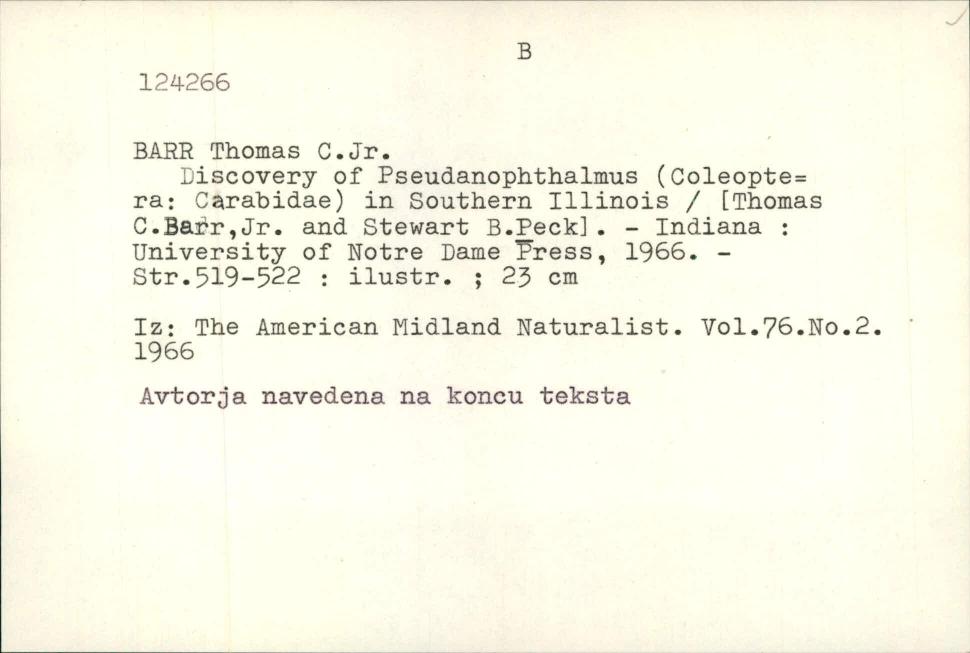 B
124266
BARR Thomas C.Jr.
Discovery of Pseudanophthalmus (Coleopte=
ra: Carabidae) in Southern Illinois / [Thomas
C.Barr,Jr. and Stewart B.Peck]. - Indiana :
University of Notre Dame Press, 1966. -
Str.519-522 : ilustr. ; 23 cm
Iz: The American Midland Naturalist. Vol.76.No.2.
1966
Avtorja navedena na koncu teksta